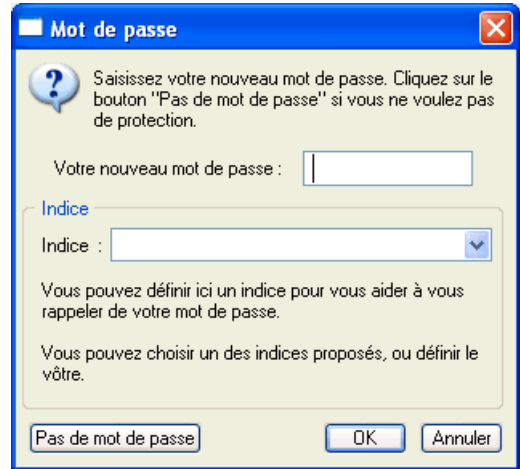 Mot de passe
Saisissez votre nouveau mot de passe. Cliquez sur le
bouton "Pas de mot de passe" si vous ne voulez pas
de protection.
Votre nouveau mot de passe :
Indice
Indice :
Vous pouvez définir ici un indice pour vous aider à vous
rappeler de votre mot de passe.
Vous pouvez choisir un des indices proposés, ou définir le
vôtre.
Pas de mot de passe OK Annuler